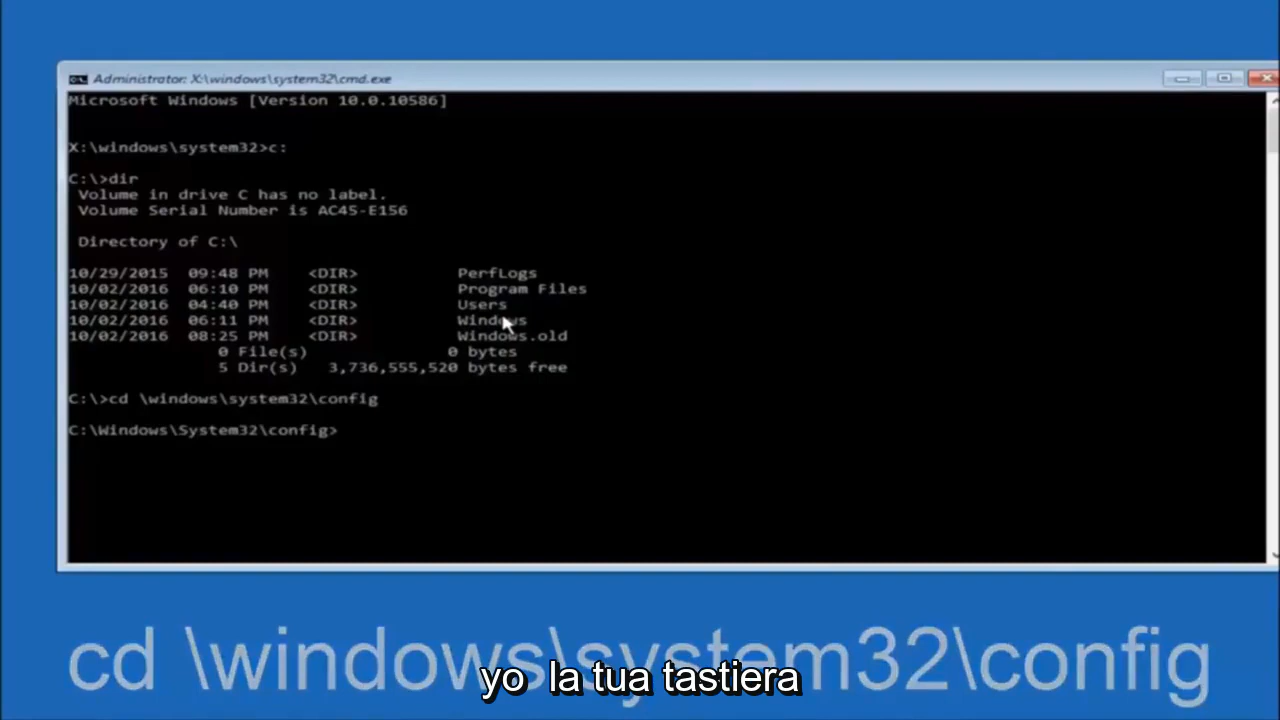 Administrator: X:\windows\system32\cmd.exe
Microsoft Windows [Version 10.0.10586]
X:\windows\system32>c:
C:\>dir
Volume in drive C has no label.
Volume Serial Number is AC45-E156
Directory of C:\
10/29/2015 09:48 PM <DIR> PerfLogs
10/02/2016 06:10 PM <DIR> Program Files
10/02/2016 04:40 PM <DIR> Users
10/02/2016 06:11 PM <DIR> Windows
10/02/2016 08:25 PM <DIR> Windows.old
0 File(s) 0 bytes
5 Dir(s) 3,736,555,520 bytes free
C:\>cd \windows\system32\config
C:\Windows\System32\config>
cd \windows\system32\config
yo la tua tastiera